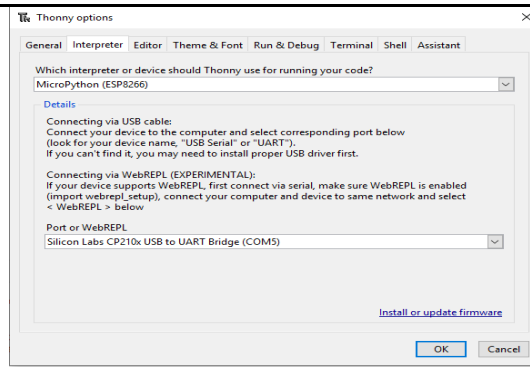 Thonny options
General Interpreter Editor Theme & Font Run & Debug Terminal Shell Assistant
Which interpreter or device should Thonny use for running your code?
MicroPython (ESP8266)
Details
Connecting via USB cable:
Connect your device to the computer and select corresponding port below
(look for your device name, "USB Serial" or "UART").
If you can't find it, you may need to install proper USB driver first.
Connecting via WebREPL (EXPERIMENTAL):
If your device supports WebREPL, first connect via serial, make sure WebREPL is enabled
(import webrepl_setup), connect your computer and device to same network and select
< WebREPL > below
Port or WebREPL
Silicon Labs CP210x USB to UART Bridge (COM5)
Install or update firmware
OK Cancel